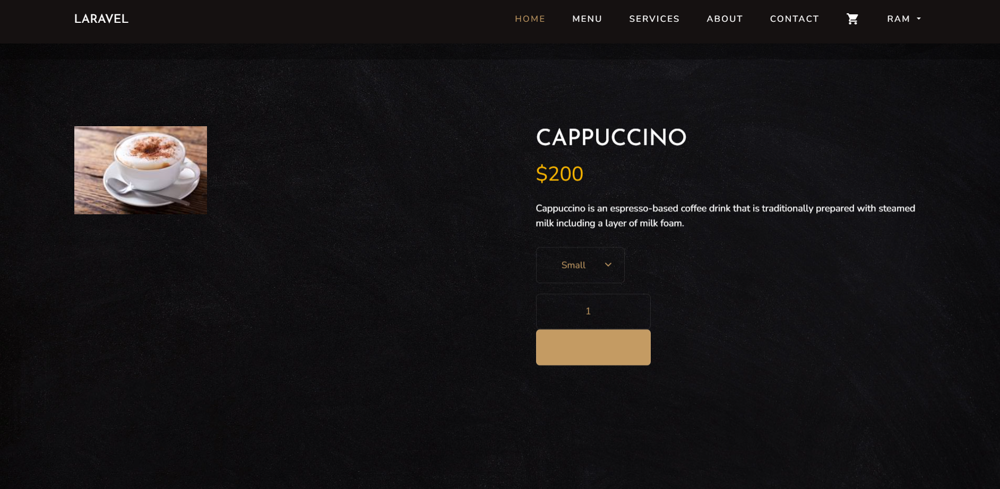 LARAVEL
HOME MENU SERVICES ABOUT CONTACT RAM
CAPPUCCINO
$200
Cappuccino is an espresso-based coffee drink that is traditionally prepared with steamed
milk including a layer of milk foam.
Small
1